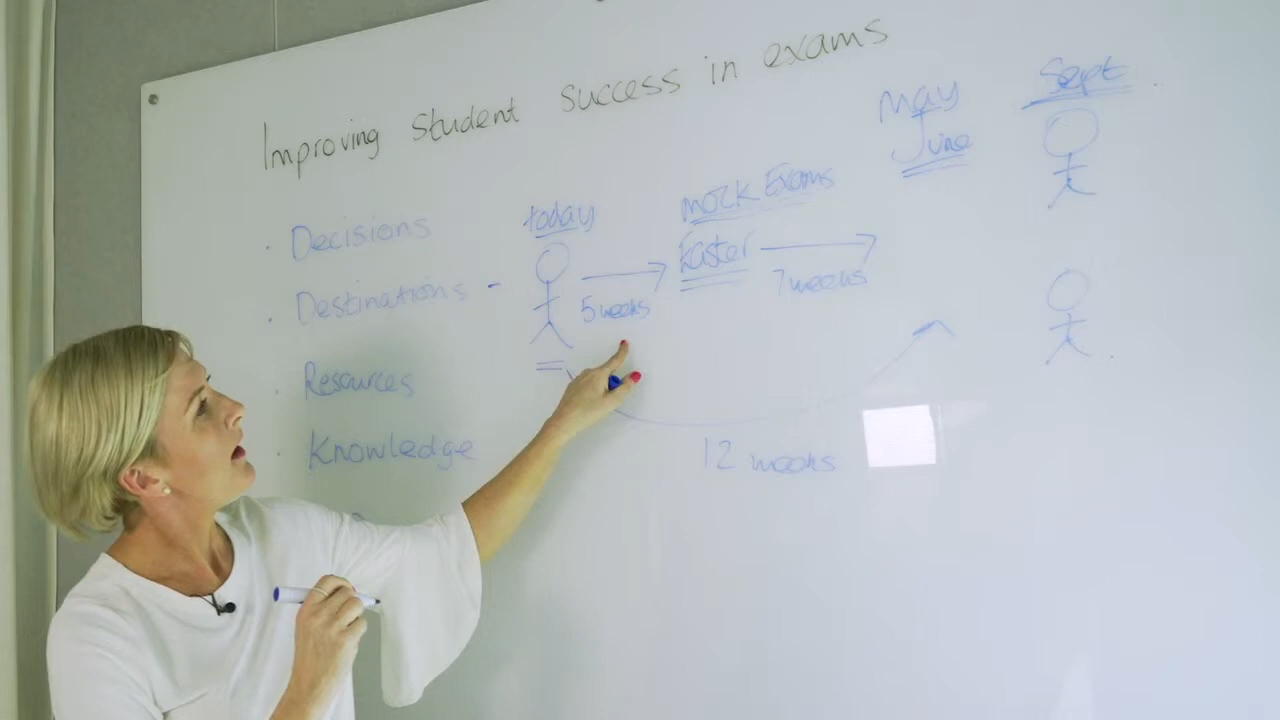 Improving Student Success in exams
May
June
Sept
• Decisions
• Destinations -
• Resources
• Knowledge
today
5 weeks
mock Exams
Easter
7 weeks
12 weeks